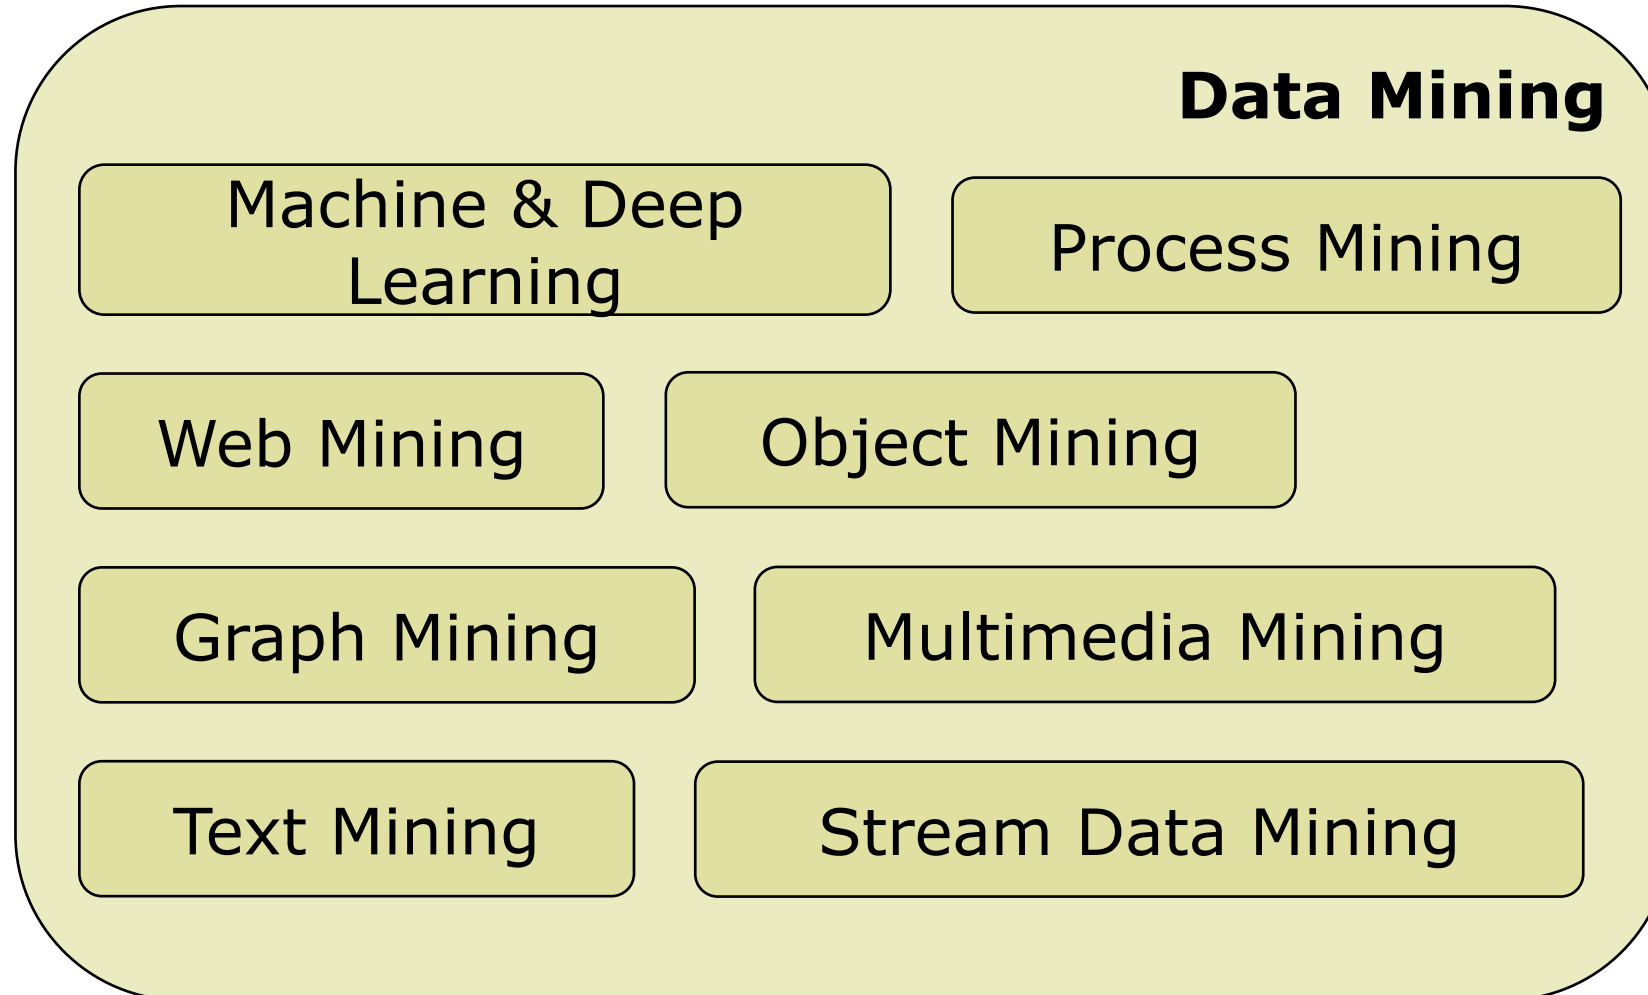 Data Mining
Machine & Deep
Learning
Process Mining
Web Mining
Object Mining
Graph Mining
Multimedia Mining
Text Mining
Stream Data Mining